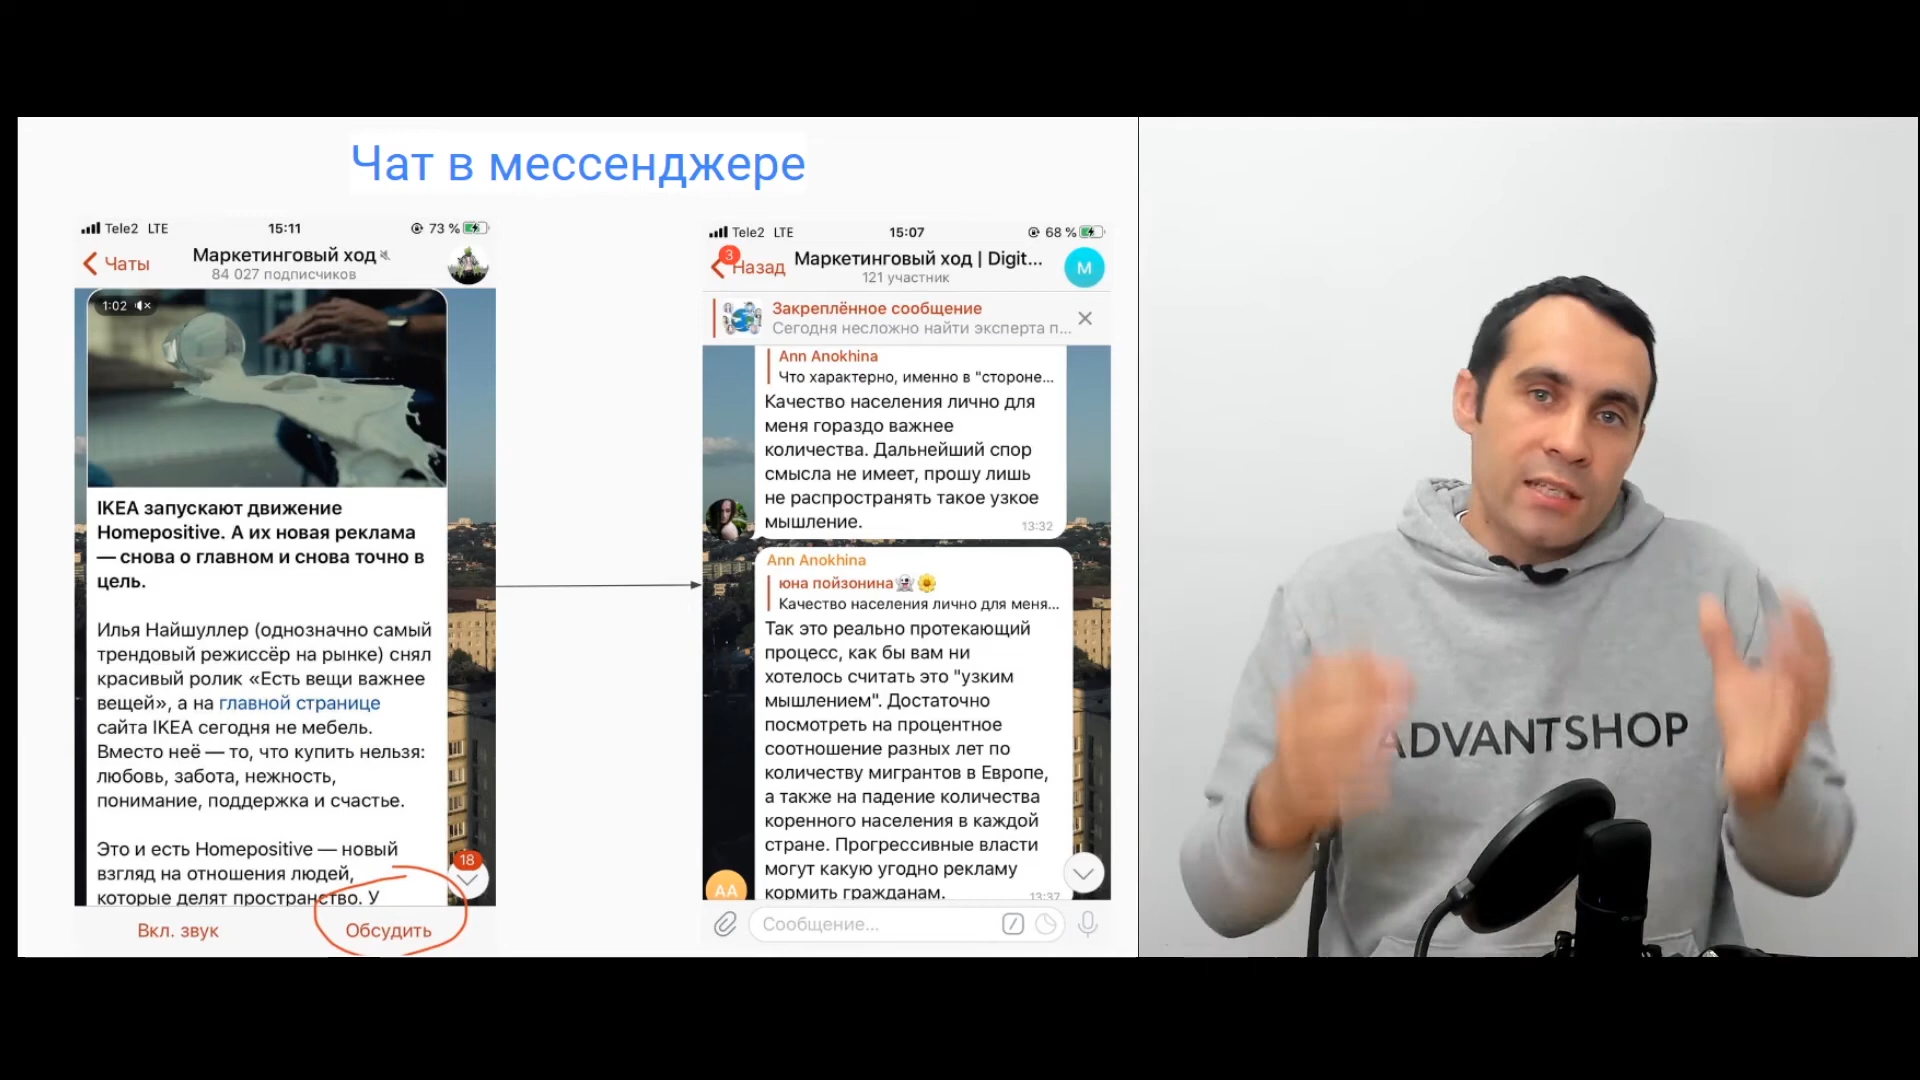 Чат в мессенджере
Tele2 LTE 15:11 73 %
Чаты
Маркетинговый ход
84 027 подписчиков
1:02
IKEA запускают движение
Homepositive. А их новая реклама
— снова о главном и снова точно в
цель.
Илья Найшуллер (однозначно самый
трендовый режиссёр на рынке) снял
красивый ролик «Есть вещи важнее
вещей», а на главной странице
сайта IKEA сегодня не мебель.
Вместо неё — то, что купить нельзя:
любовь, забота, нежность,
понимание, поддержка и счастье.
Это и есть Homepositive — новый
взгляд на отношения людей,
которые делят пространство. У
18
Вкл. звук
Обсудить
Tele2 LTE 15:07 68 %
3
Назад
Маркетинговый ход | Digit...
121 участник
М
Закреплённое сообщение
Сегодня несложно найти эксперта п...
Ann Anokhina
Что характерно, именно в "стороне...
Качество населения лично для
меня гораздо важнее
количества. Дальнейший спор
смысла не имеет, прошу лишь
не распространять такое узкое
мышление.
13:32
Ann Anokhina
юна пойзонина👻🌼
Качество населения лично для меня...
Так это реально протекающий
процесс, как бы вам ни
хотелось считать это "узким
мышлением". Достаточно
посмотреть на процентное
соотношение разных лет по
количеству мигрантов в Европе,
а также на падение количества
коренного населения в каждой
стране. Прогрессивные власти
могут какую угодно рекламу
кормить гражданам.
13:37
АА
Сообщение...
ADVANTSHOP